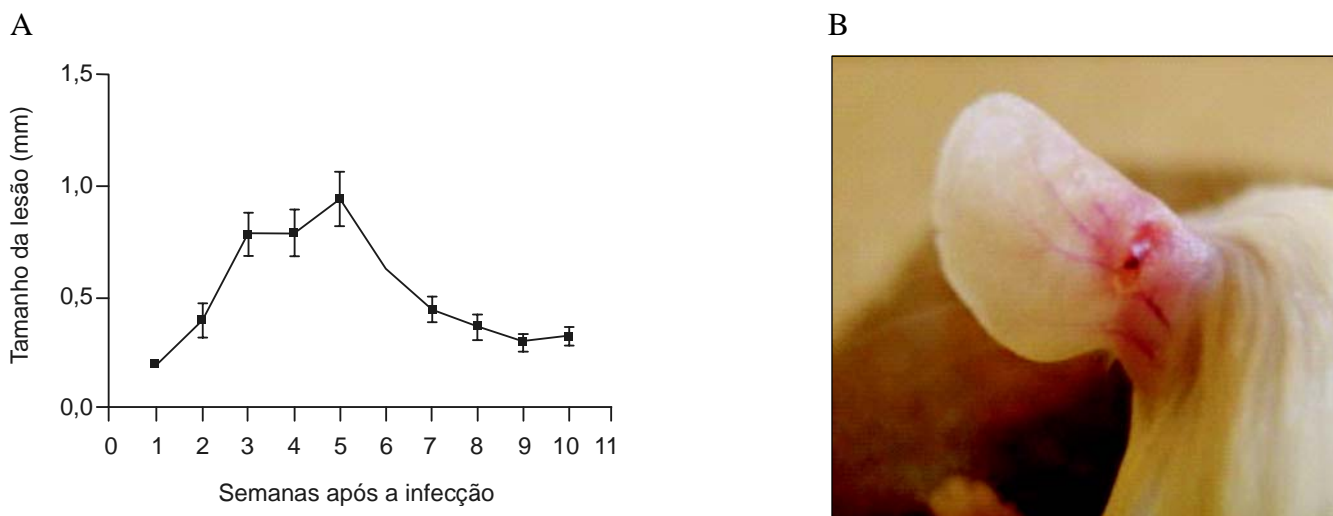 A
B
Tamanho da lesão (mm)
1,5
1,0
0,5
0,0
0 1 2 3 4 5 6 7 8 9 10 11
Semanas após a infecção